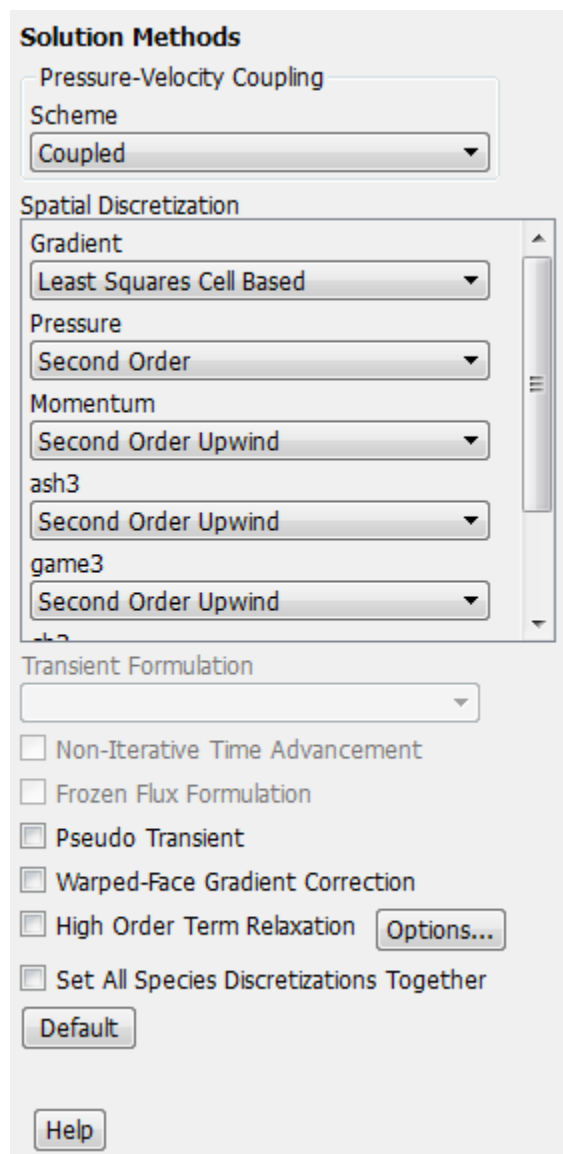 Solution Methods
Pressure-Velocity Coupling
Scheme
Coupled
Spatial Discretization
Gradient
Least Squares Cell Based
Pressure
Second Order
Momentum
Second Order Upwind
ash3
Second Order Upwind
game3
Second Order Upwind
Transient Formulation
Non-Iterative Time Advancement
Frozen Flux Formulation
Pseudo Transient
Warped-Face Gradient Correction
High Order Term Relaxation Options...
Set All Species Discretizations Together
Default
Help